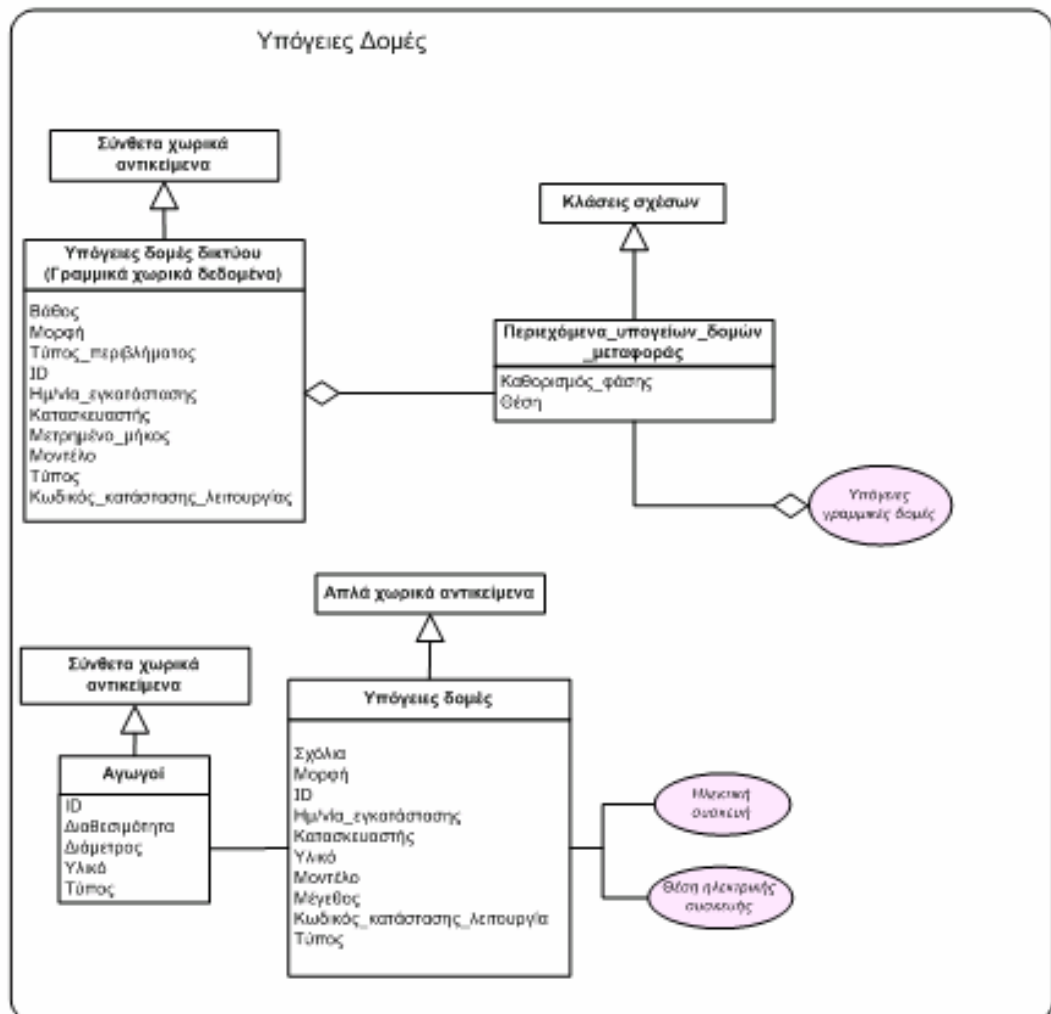 Υπόγειες Δομές
Σύνθετα χωρικά
αντικείμενα
Υπόγειες δομές δικτύου
(Γραμμικά χωρικά δεδομένα)
Βάθος
Μορφή
Τύπος_περιβλήματος
ID
Ημ/νία_εγκατάστασης
Κατασκευαστής
Μετρημένο_μήκος
Μοντέλο
Τύπος
Κωδικός_κατάστασης_λειτουργίας
Κλάσεις σχέσων
Περιεχόμενα_υπογείων_δομών
_μεταφοράς
Καθορισμός_φάσης
Θέση
Υπόγειες
γραμμικές δομές
Απλά χωρικά αντικείμενα
Σύνθετα χωρικά
αντικείμενα
Αγωγοί
ID
Διαθεσιμότητα
Διάμετρος
Υλικό
Τύπος
Υπόγειες δομές
Σχόλια
Μορφή
ID
Ημ/νία_εγκατάστασης
Κατασκευαστής
Υλικό
Μοντέλο
Μέγεθος
Κωδικός_κατάστασης_λειτουργία
Τύπος
συσκευή
Θέση ηλεκτρικής
συσκευής